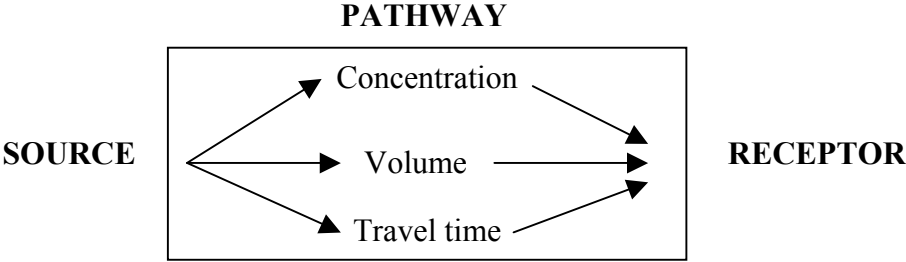 PATHWAY
Concentration
SOURCE
Volume
RECEPTOR
Travel time